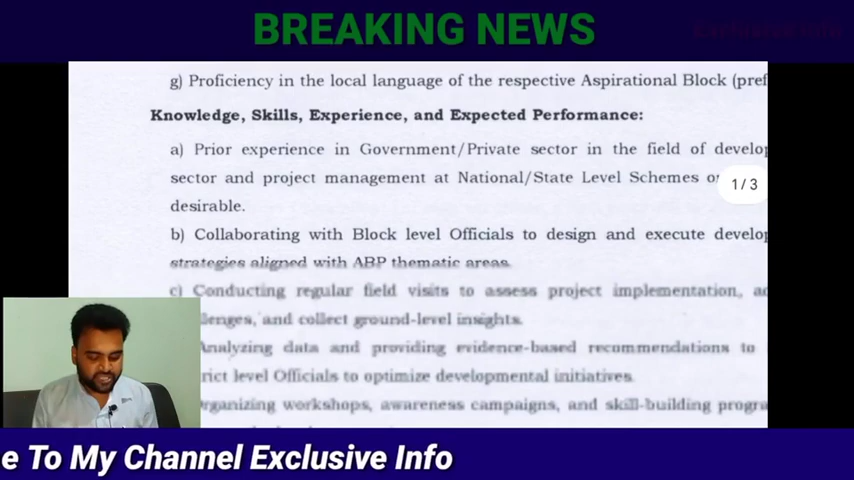 BREAKING NEWS
g) Proficiency in the local language of the respective Aspirational Block (pref
Knowledge, Skills, Experience, and Expected Performance:
a) Prior experience in Government/Private sector in the field of develop
sector and project management at National/State Level Schemes or
1/3
desirable.
b) Collaborating with Block level Officials to design and execute develop
strategies aligned with ABP thematic areas.
c) Conducting regular field visits to assess project implementation, ad
lenges, and collect ground-level insights.
Analyzing data and providing evidence-based recommendations to
rict level Officials to optimize developmental initiatives.
Organizing workshops, awareness campaigns, and skill-building progra
e To My Channel Exclusive Info